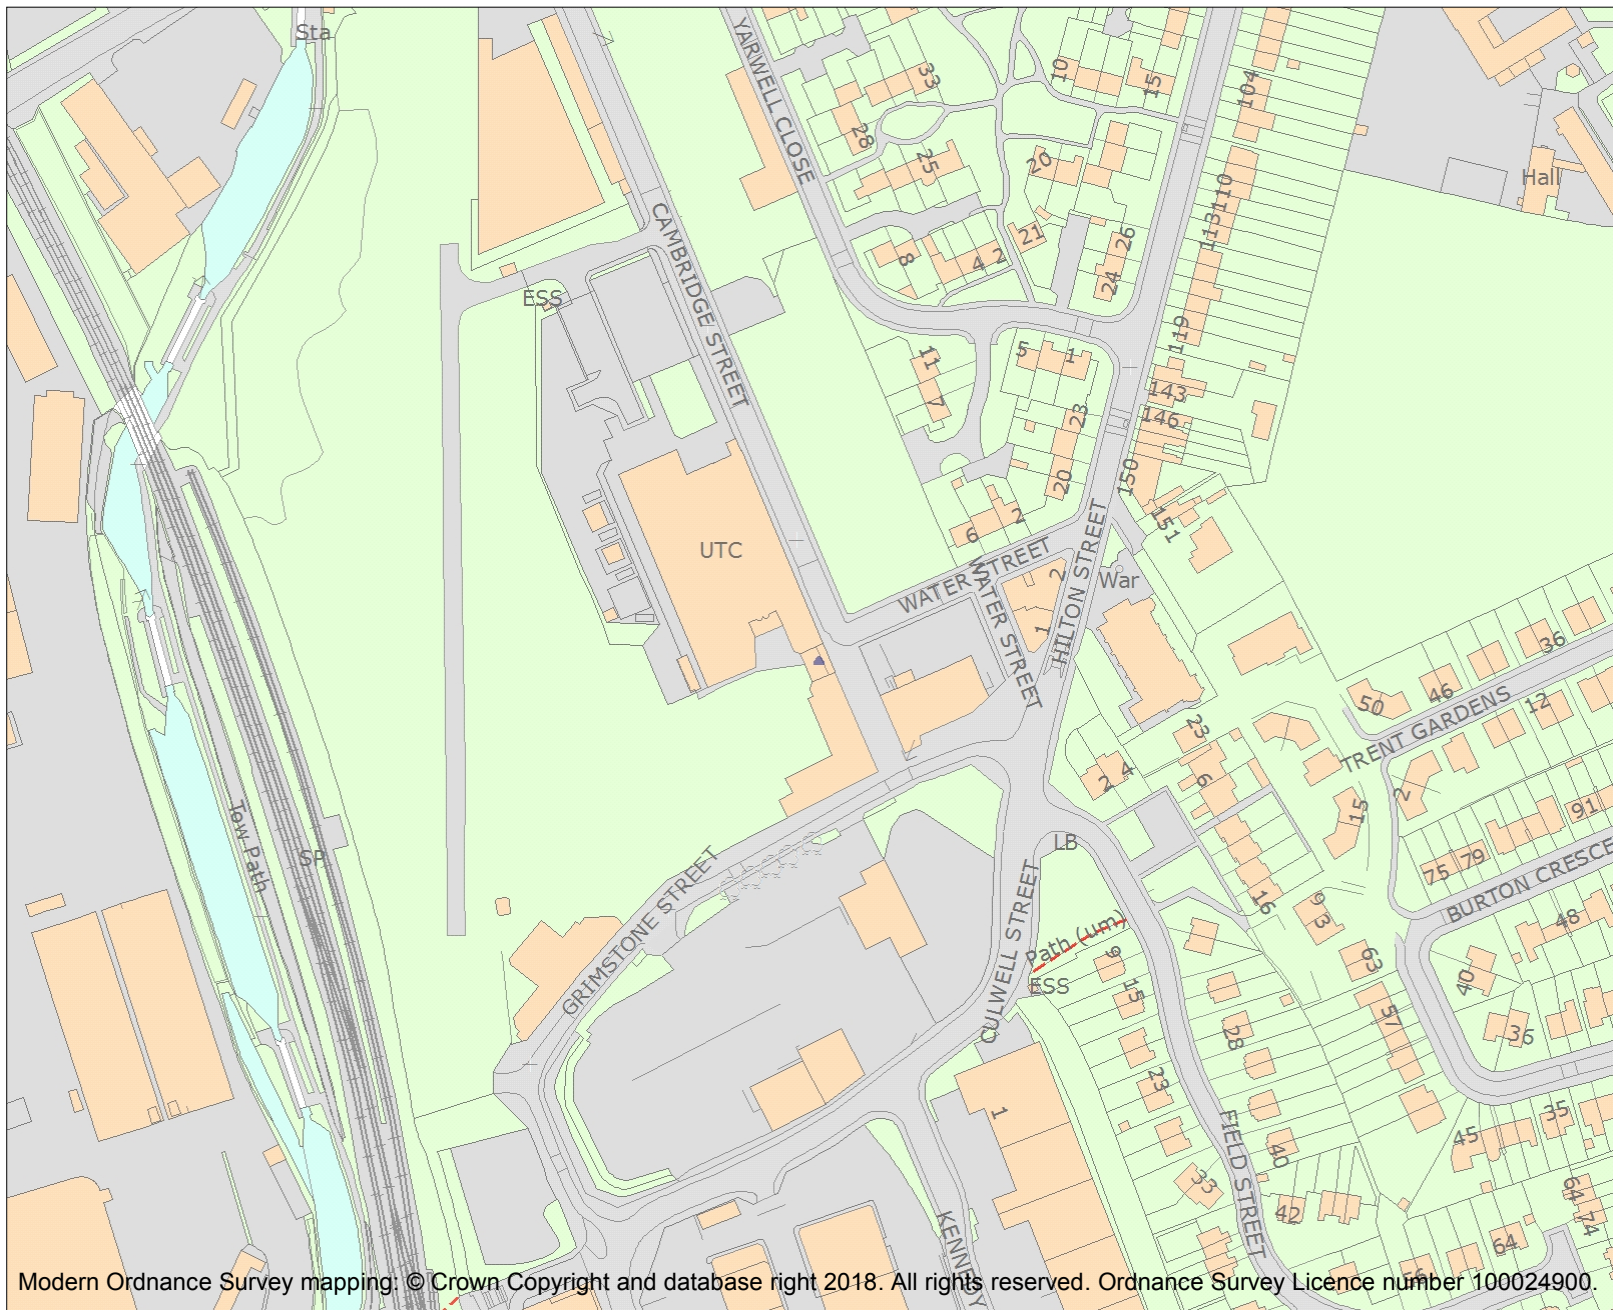 Sta
YARWELL CLOSE
33
10
15
104
28
25
20
110
Hall
113
CAMBRIDGE STREET
21
26
8
4
2
24
ESS
119
11
5
1
7
143
23
146
20
150
2
6
151
UTC
WATER STREET
2
War
WATER STREET
1
HILTON STREET
36
50
46
12
TRENT GARDENS
23
2
4
6
2
15
91
Tow Path
SP
LB
79
75
BURTON CRESCE
GRIMSTONE STREET
16
9
3
48
CULWELL STREET
Path (um)
9
63
40
ESS
15
57
28
35
23
1
35
45
FIELD STREET
40
33
42
64
74
64
56
KENNEDY
Modern Ordnance Survey mapping: © Crown Copyright and database right 2018. All rights reserved. Ordnance Survey Licence number 100024900.